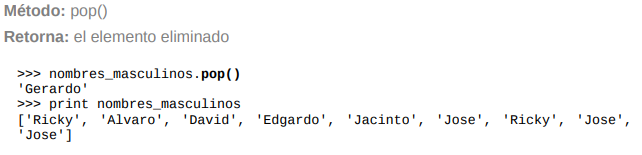 Método: pop()
Retorna: el elemento eliminado
>>> nombres_masculinos.pop()
'Gerardo'
>>> print nombres_masculinos
['Ricky', 'Alvaro', 'David', 'Edgardo', 'Jacinto', 'Jose', 'Ricky', 'Jose',
'Jose']